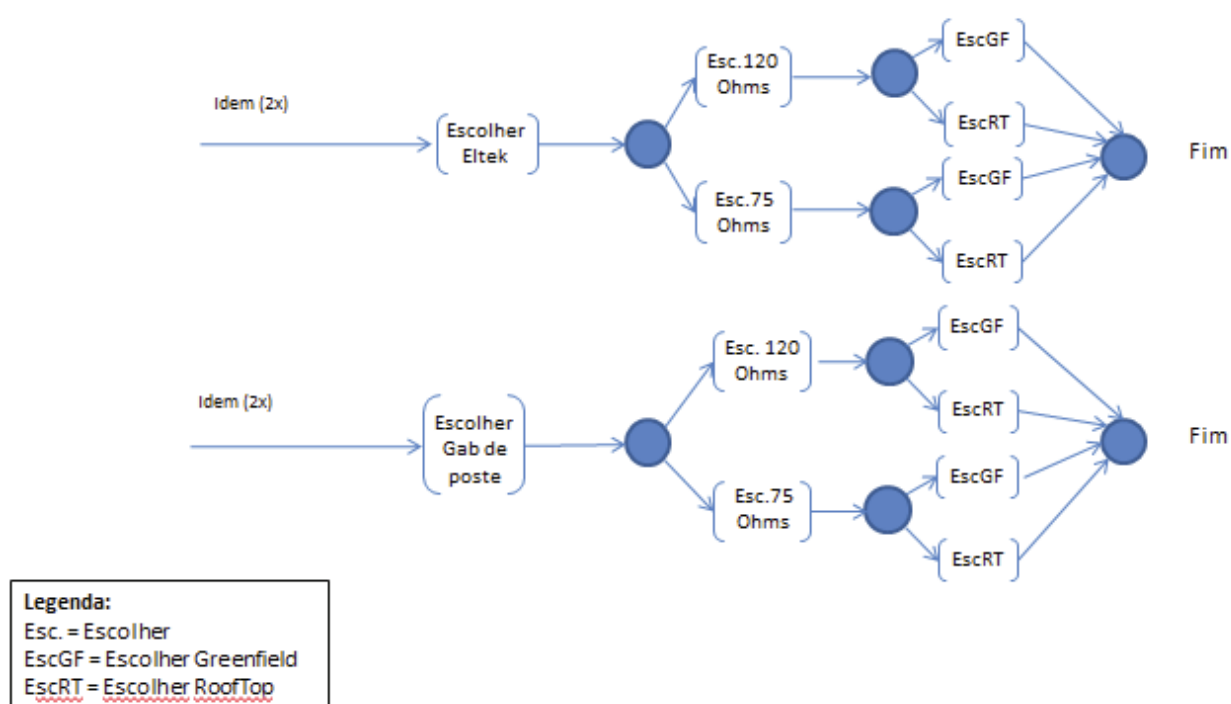 Idem (2x)
Escolher
Eltek
Esc.120
Ohms
Esc.75
Ohms
EscGF
EscRT
EscGF
EscRT
Fim
Idem (2x)
Escolher
Gab de
poste
Esc. 120
Ohms
Esc.75
Ohms
EscGF
EscRT
EscGF
EscRT
Fim
Legenda:
Esc. = Escolher
EscGF = Escolher Greenfield
EscRT = Escolher RoofTop